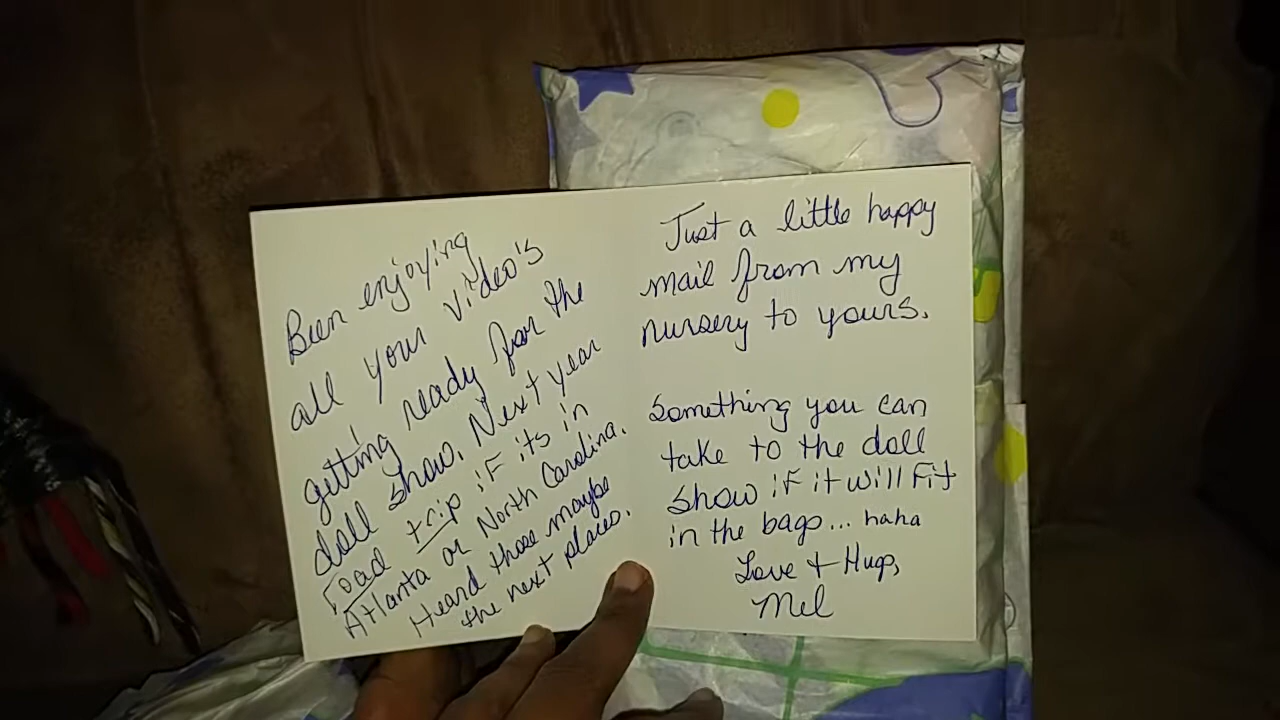 Been enjoying
all your video's
getting ready for the
doll show. Next year
road trip if its in
Atlanta or North Carolina.
Heard those maybe
the next places.
Just a little happy
mail from my
nursery to yours.
Something you can
take to the doll
show if it will fit
in the bags... haha
Love + Hugs,
Mel